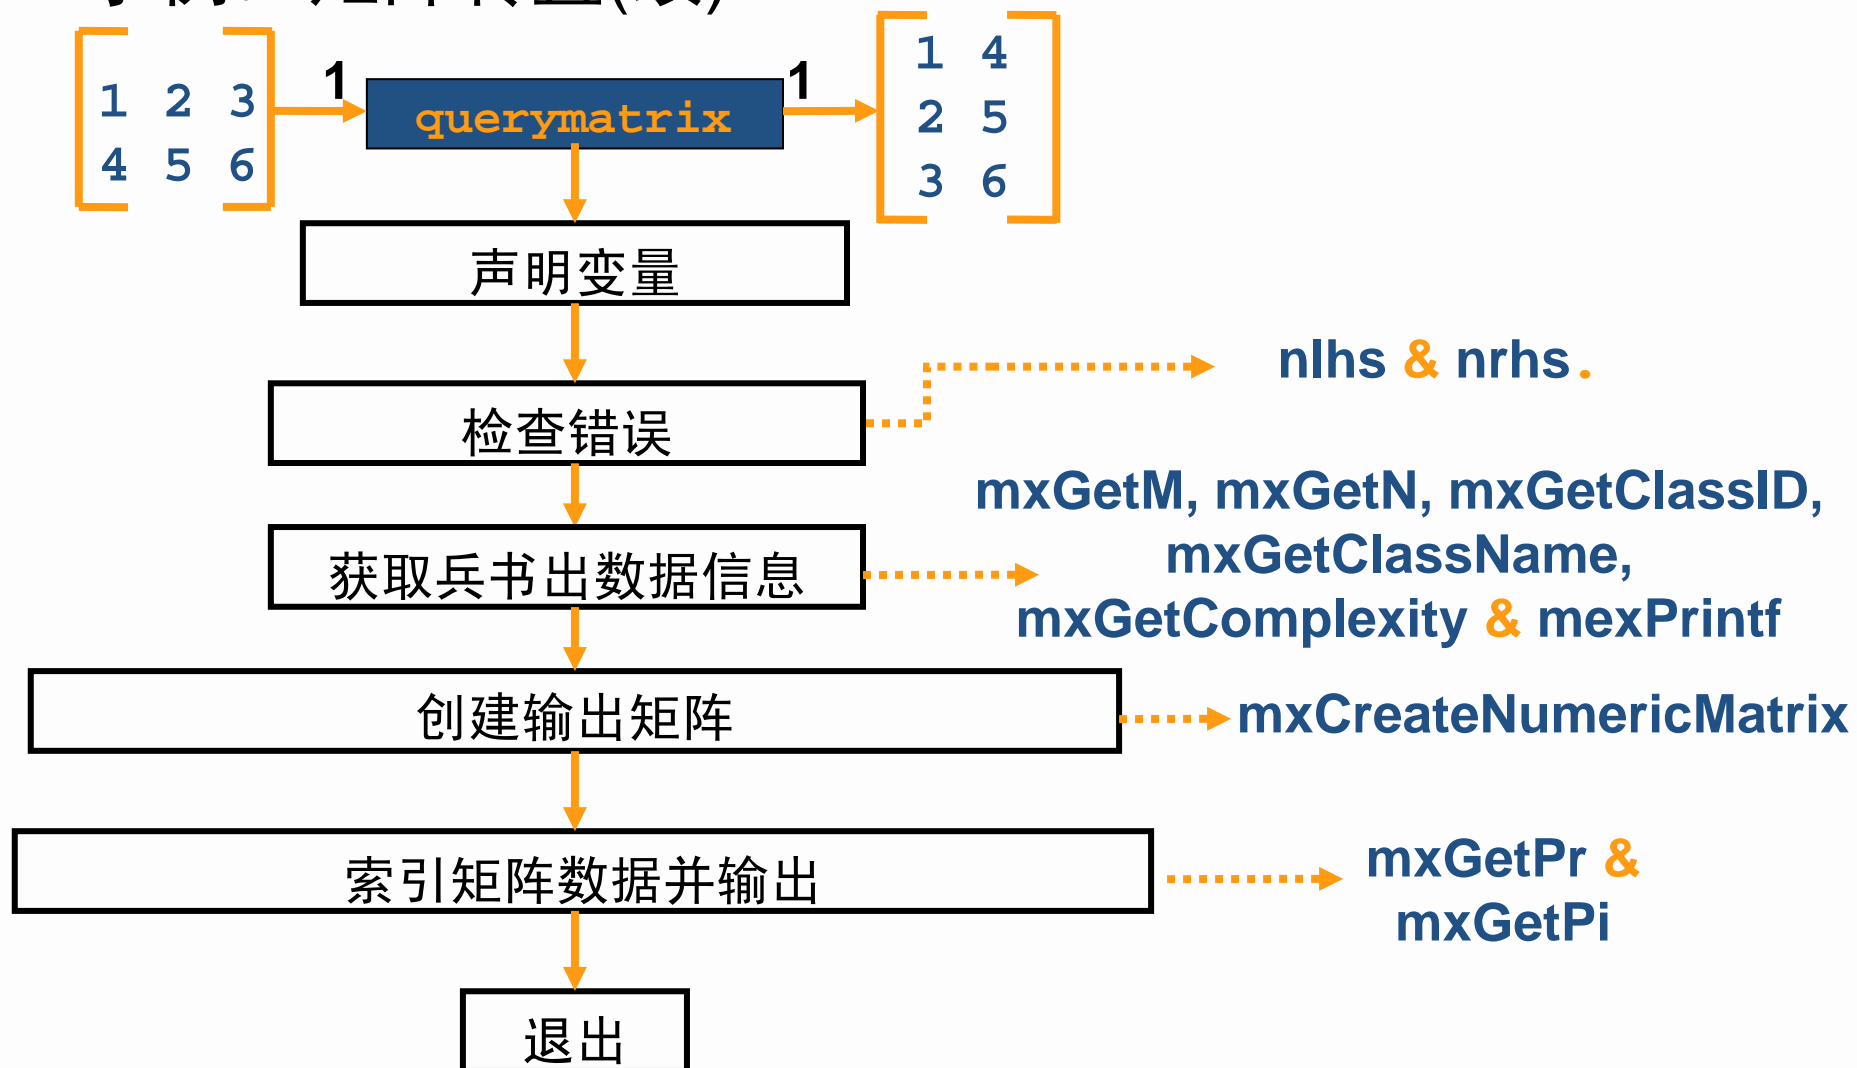 1 2 3
4 5 6
1
querymatrix
1
1 4
2 5
3 6
声明变量
nlhs & nrhs.
检查错误
mxGetM, mxGetN, mxGetClassID,
mxGetClassName,
mxGetComplexity & mexPrintf
获取兵书出数据信息
创建输出矩阵
mxCreateNumericMatrix
索引矩阵数据并输出
mxGetPr &
mxGetPi
退出